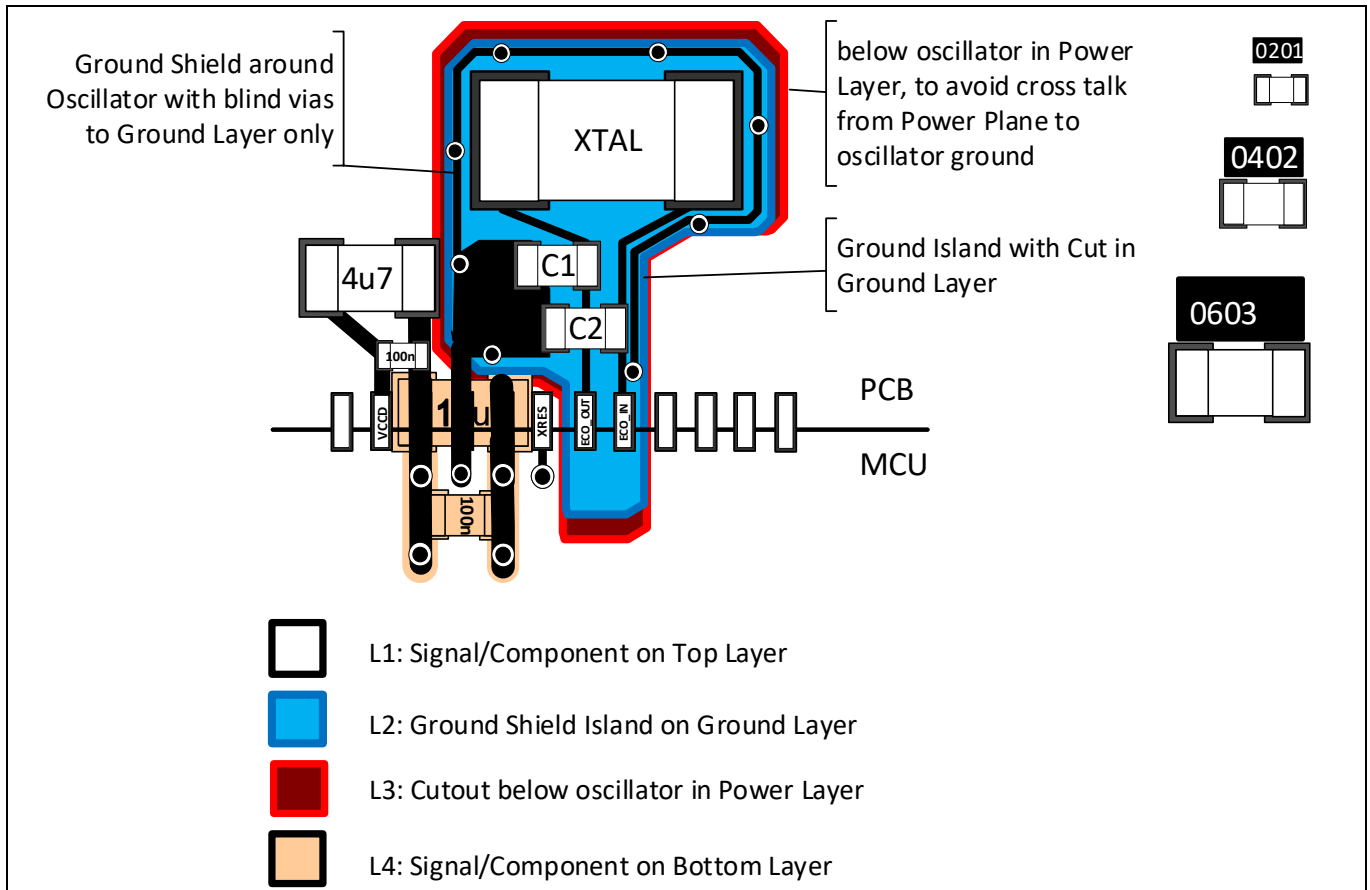 Ground Shield around
Oscillator with blind vias
to Ground Layer only
below oscillator in Power
Layer, to avoid cross talk
from Power Plane to
oscillator ground
Ground Island with Cut in
Ground Layer
0201
0402
0603
XTAL
C1
C2
4u7
100n
1 u
VCCD
XRES
ECO_OUT
ECO_IN
100n
PCB
MCU
L1: Signal/Component on Top Layer
L2: Ground Shield Island on Ground Layer
L3: Cutout below oscillator in Power Layer
L4: Signal/Component on Bottom Layer